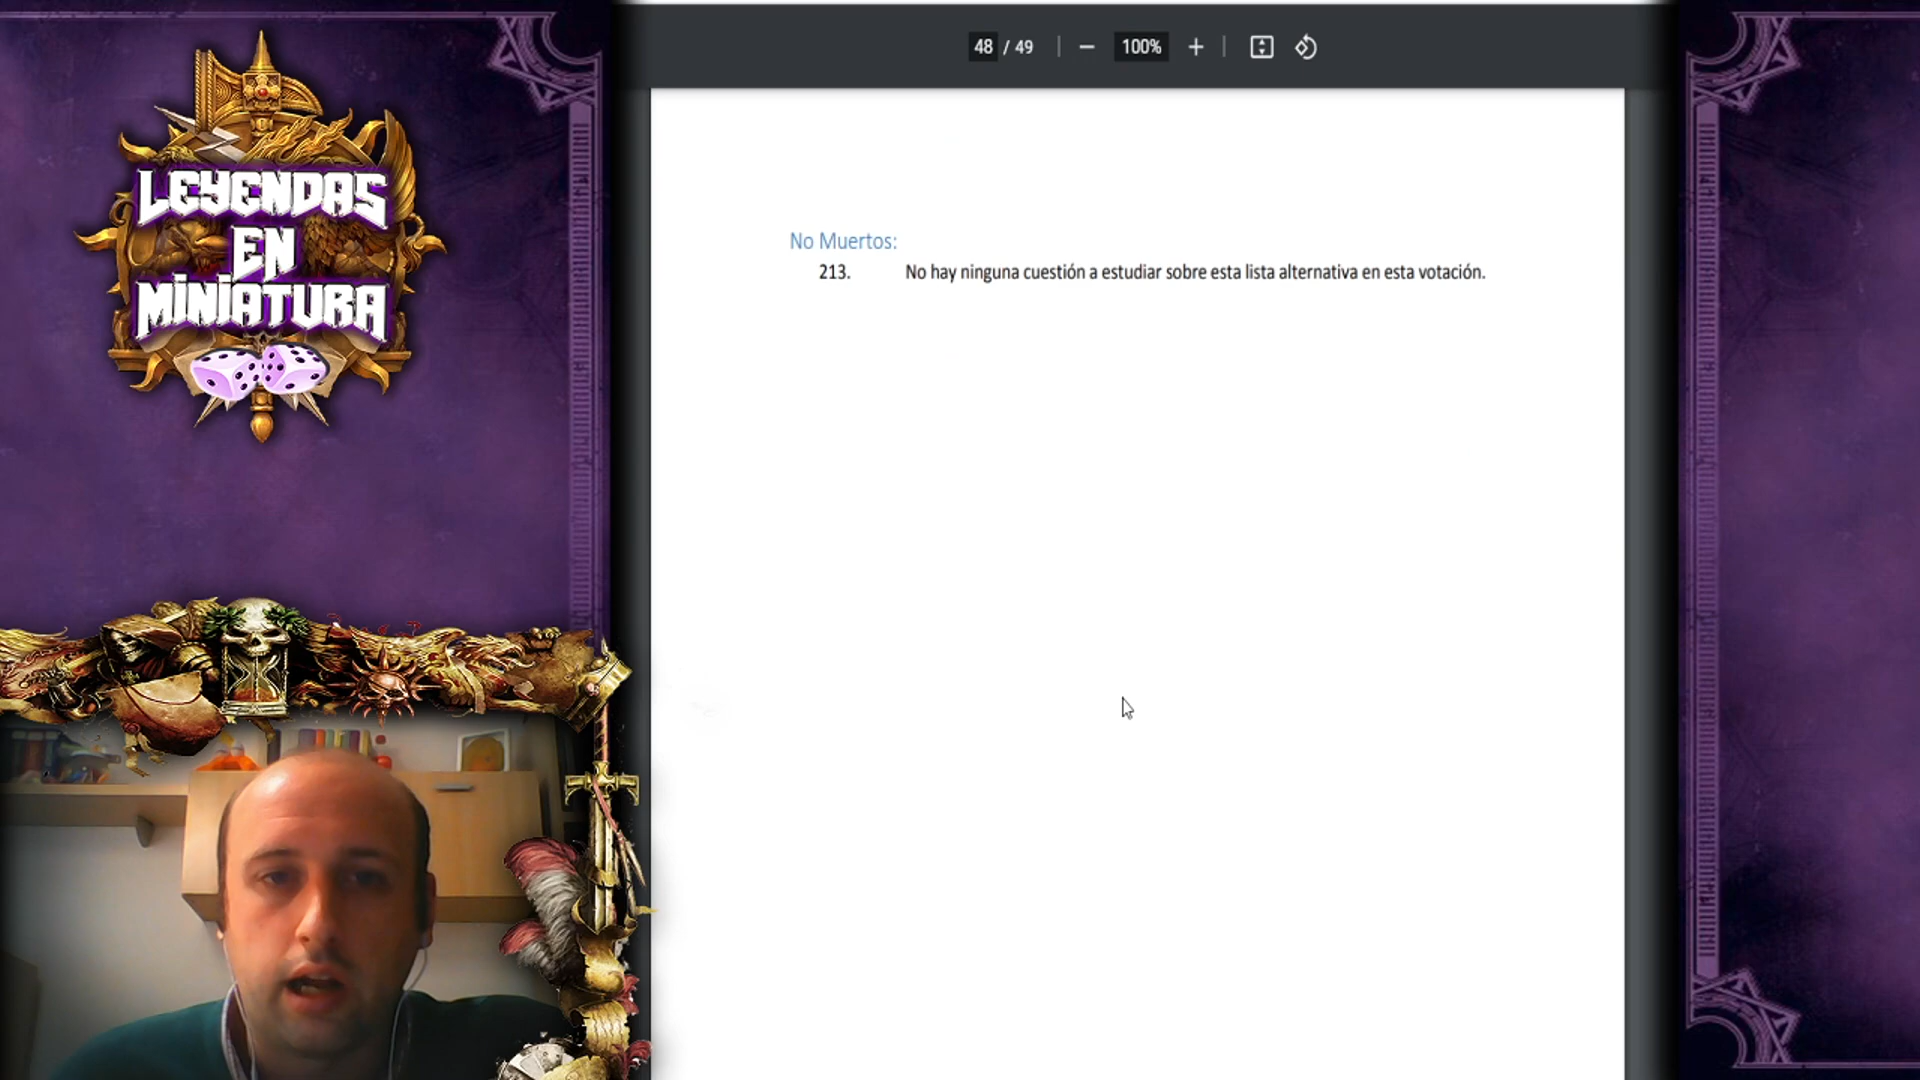 LEYENDAS
EN
MINIATURA
48 / 49
100%
No Muertos:
213. No hay ninguna cuestión a estudiar sobre esta lista alternativa en esta votación.